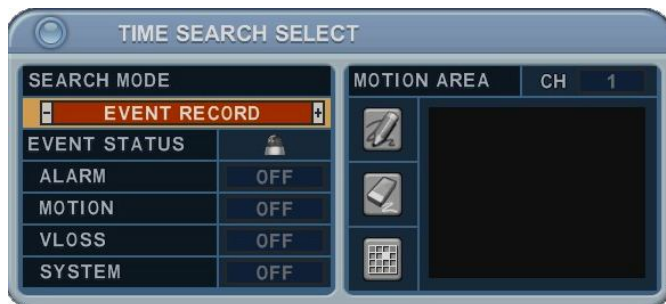 TIME SEARCH SELECT
SEARCH MODE
- EVENT RECORD +
EVENT STATUS
ALARM OFF
MOTION OFF
VLOSS OFF
SYSTEM OFF
MOTION AREA CH 1